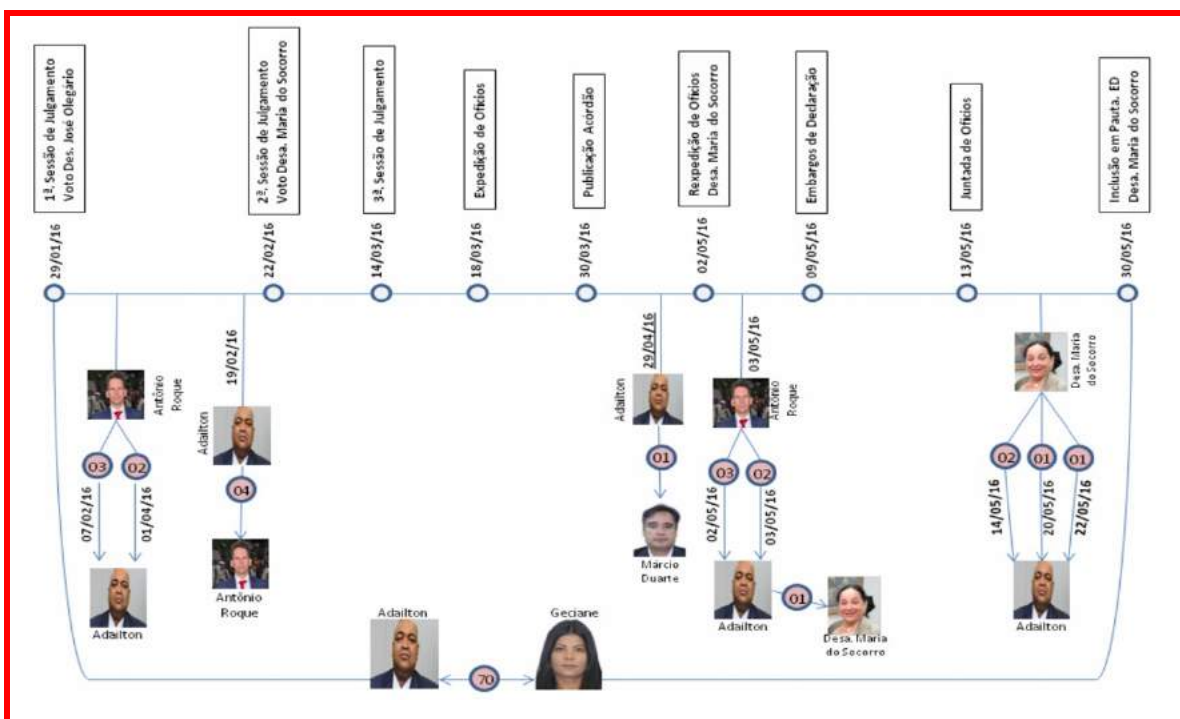 1ª. Sessão de Julgamento
Voto Des. José Olegário
2ª. Sessão de Julgamento
Voto Desa. Maria do Socorro
3ª. Sessão de Julgamento
Expedição de Ofícios
Publicação Acórdão
Rexpedição de Ofícios
Desa. Maria do Socorro
Embargos de Declaração
Juntada de Ofícios
Inclusão em Pauta. ED
Desa. Maria do Socorro
29/01/16
22/02/16
14/03/16
18/03/16
30/03/16
02/05/16
09/05/16
13/05/16
30/05/16
Antônio
Roque
03
02
07/02/16
01/04/16
Adailton
19/02/16
Adailton
04
Antônio
Roque
29/04/16
Adailton
01
Márcio
Duarte
03/05/16
Antônio
Roque
03
02
02/05/16
03/05/16
Adailton
01
Desa. Maria
do Socorro
Desa. Maria
do Socorro
02
01
01
14/05/16
20/05/16
22/05/16
Adailton
Adailton
70
Geciane